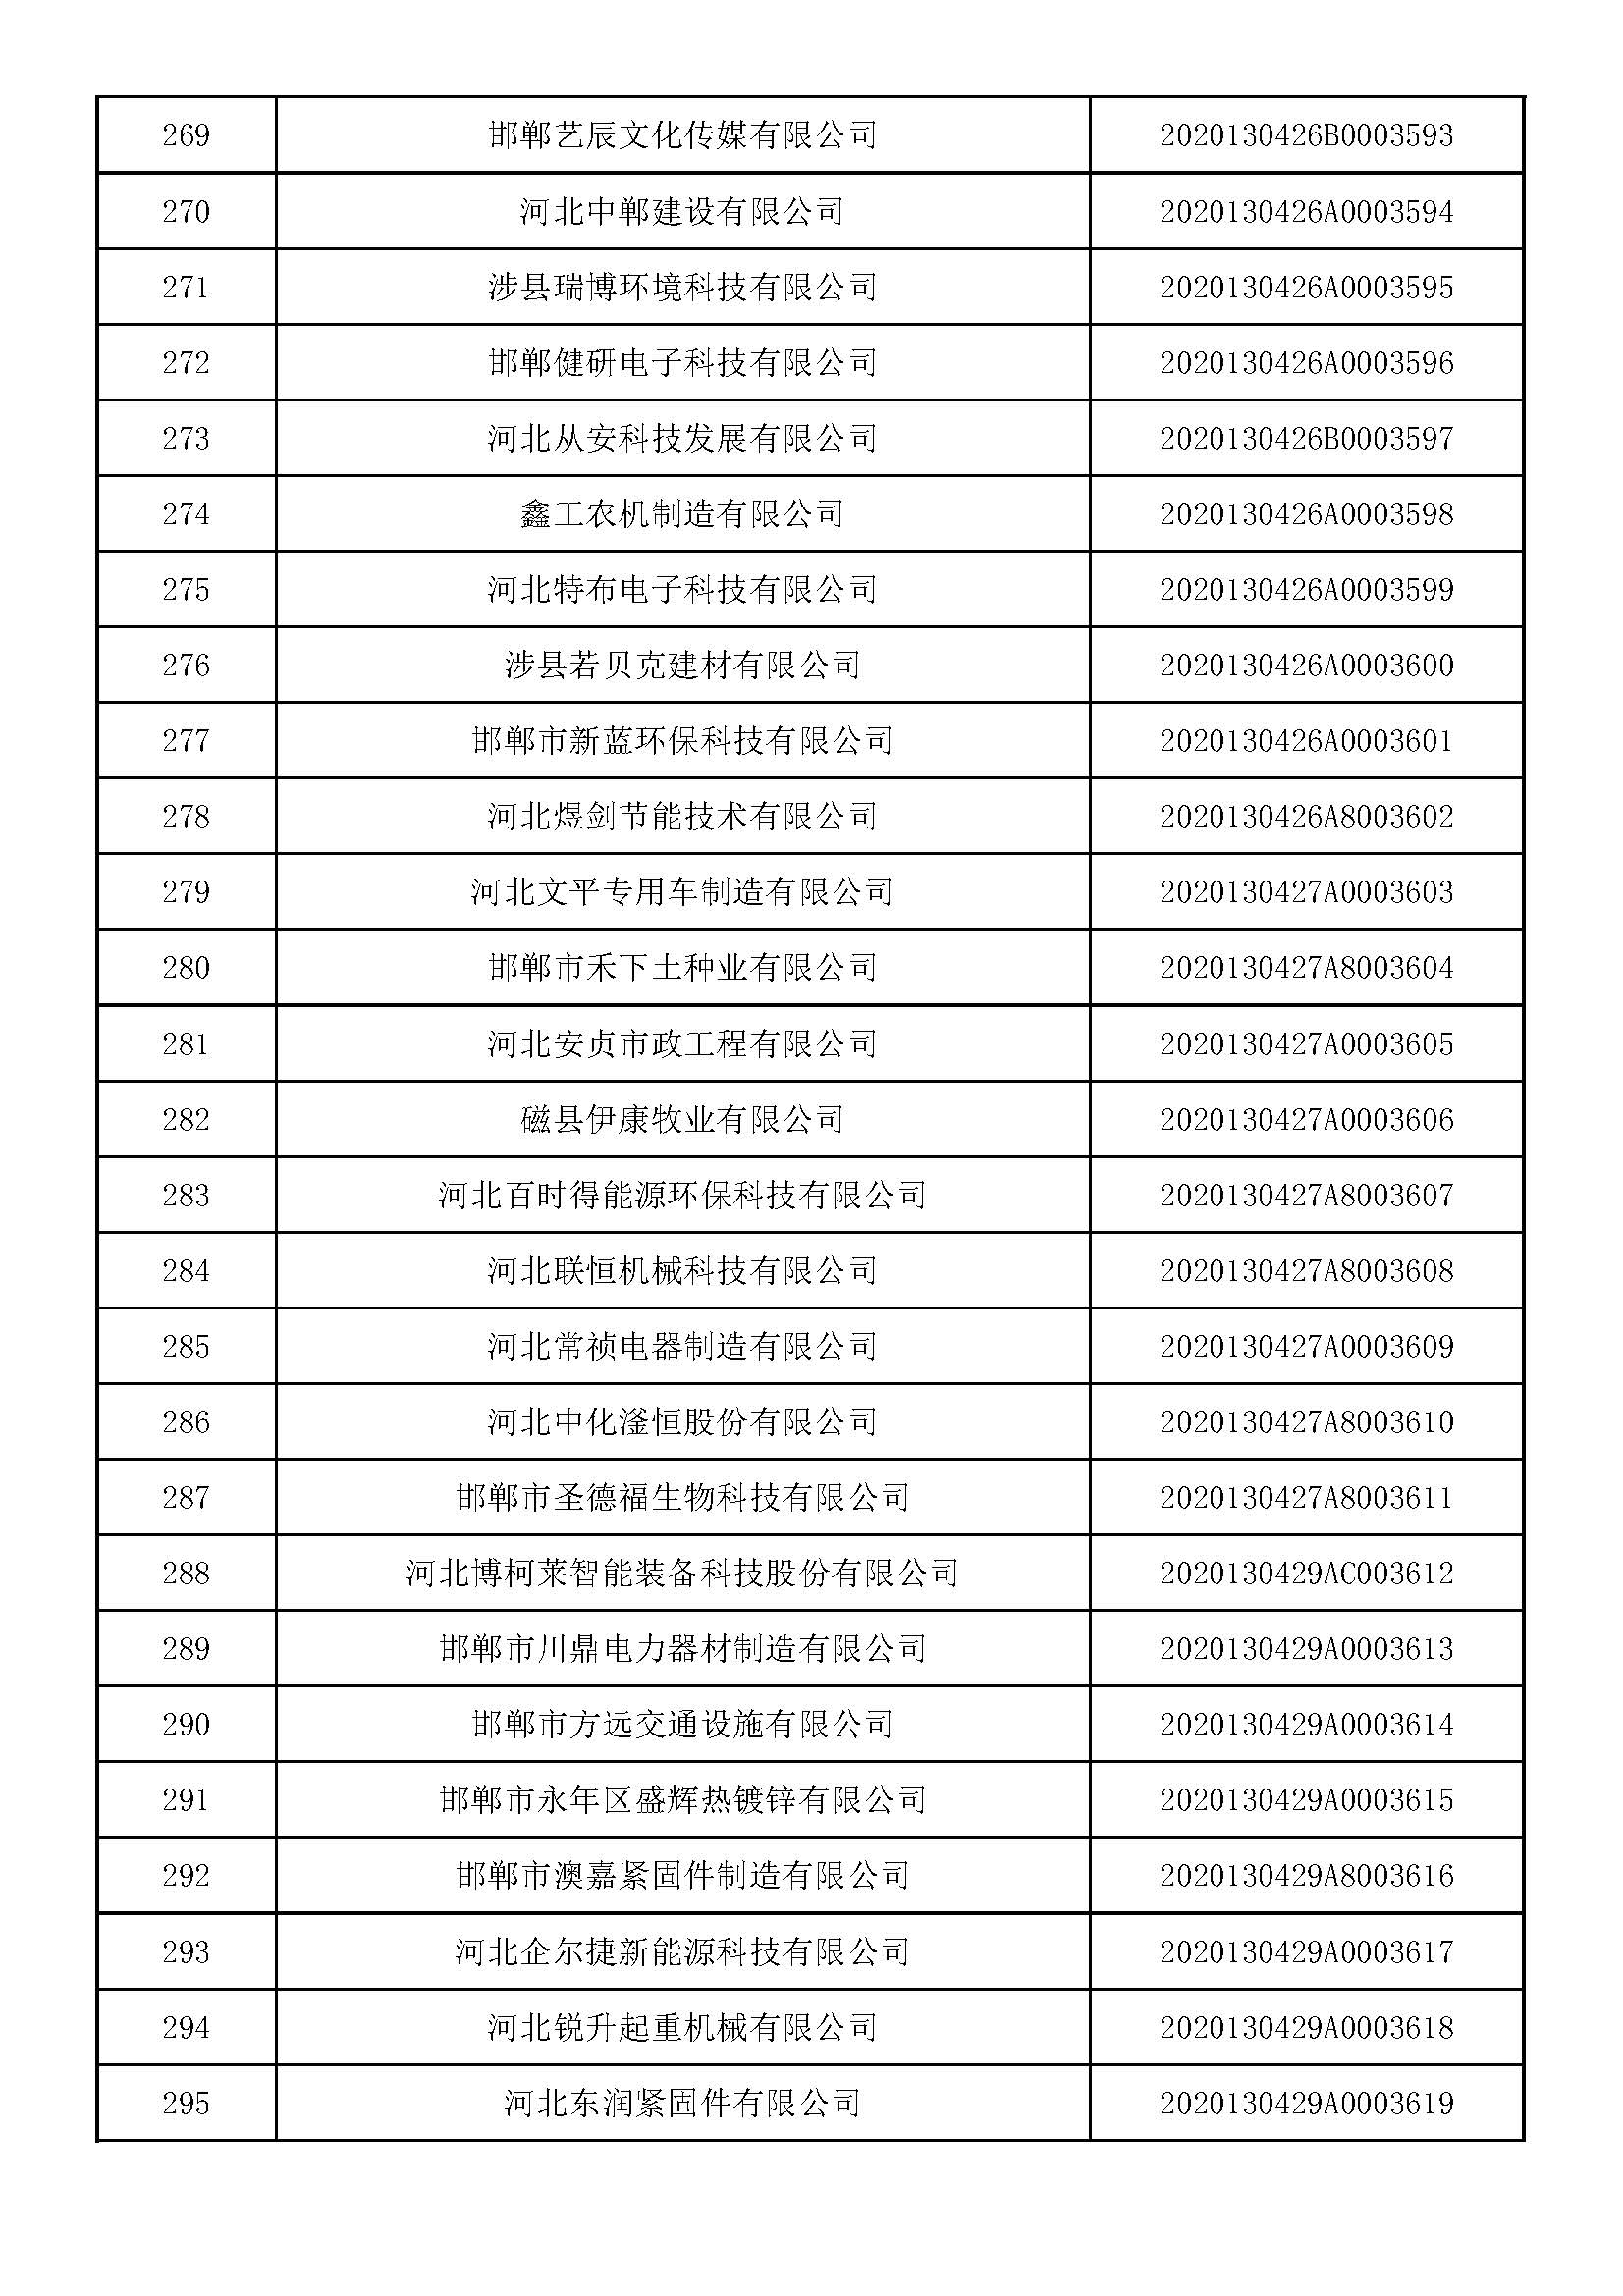 269 邯郸艺辰文化传媒有限公司 2020130426B0003593
270 河北中郸建设有限公司 2020130426A0003594
271 涉县瑞博环境科技有限公司 2020130426A0003595
272 邯郸健研电子科技有限公司 2020130426A0003596
273 河北从安科技发展有限公司 2020130426B0003597
274 鑫工农机制造有限公司 2020130426A0003598
275 河北特布电子科技有限公司 2020130426A0003599
276 涉县若贝克建材有限公司 2020130426A0003600
277 邯郸市新蓝环保科技有限公司 2020130426A0003601
278 河北煜剑节能技术有限公司 2020130426A8003602
279 河北文平专用车制造有限公司 2020130427A0003603
280 邯郸市禾下土种业有限公司 2020130427A8003604
281 河北安贞市政工程有限公司 2020130427A0003605
282 磁县伊康牧业有限公司 2020130427A0003606
283 河北百时得能源环保科技有限公司 2020130427A8003607
284 河北联恒机械科技有限公司 2020130427A8003608
285 河北常祯电器制造有限公司 2020130427A0003609
286 河北中化滏恒股份有限公司 2020130427A8003610
287 邯郸市圣德福生物科技有限公司 2020130427A8003611
288 河北博柯莱智能装备科技股份有限公司 2020130429AC003612
289 邯郸市川鼎电力器材制造有限公司 2020130429A0003613
290 邯郸市方远交通设施有限公司 2020130429A0003614
291 邯郸市永年区盛辉热镀锌有限公司 2020130429A0003615
292 邯郸市澳嘉紧固件制造有限公司 2020130429A8003616
293 河北企尔捷新能源科技有限公司 2020130429A0003617
294 河北锐升起重机械有限公司 2020130429A0003618
295 河北东润紧固件有限公司 2020130429A0003619